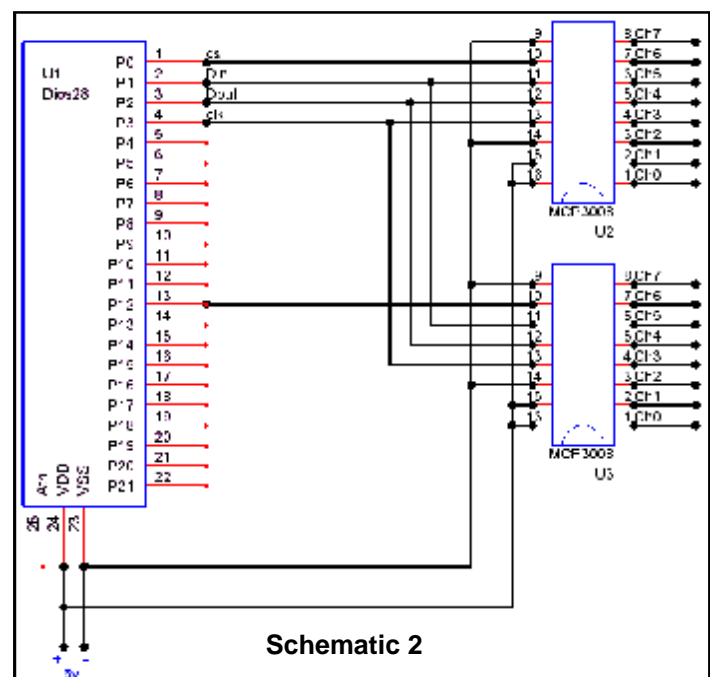 U1
Dios28
P0 1 cs
P1 2 Din
P2 3 Dout
P3 4 clk
P4 5
P5 6
P6 7
P7 8
P8 9
P9 10
P10 11
P11 12
P12 13
P13 14
P14 15
P15 16
P16 17
P17 18
P18 19
P19 20
P20 21
P21 22
VDD
VSS
25 24 23
+ -
5v
9 8 Ch7
10 7 Ch6
11 6 Ch5
12 5 Ch4
13 4 Ch3
14 3 Ch2
15 2 Ch1
16 1 Ch0
MCP3008
U2
9 8 Ch7
10 7 Ch6
11 6 Ch5
12 5 Ch4
13 4 Ch3
14 3 Ch2
15 2 Ch1
16 1 Ch0
MCP3008
U3
Schematic 2